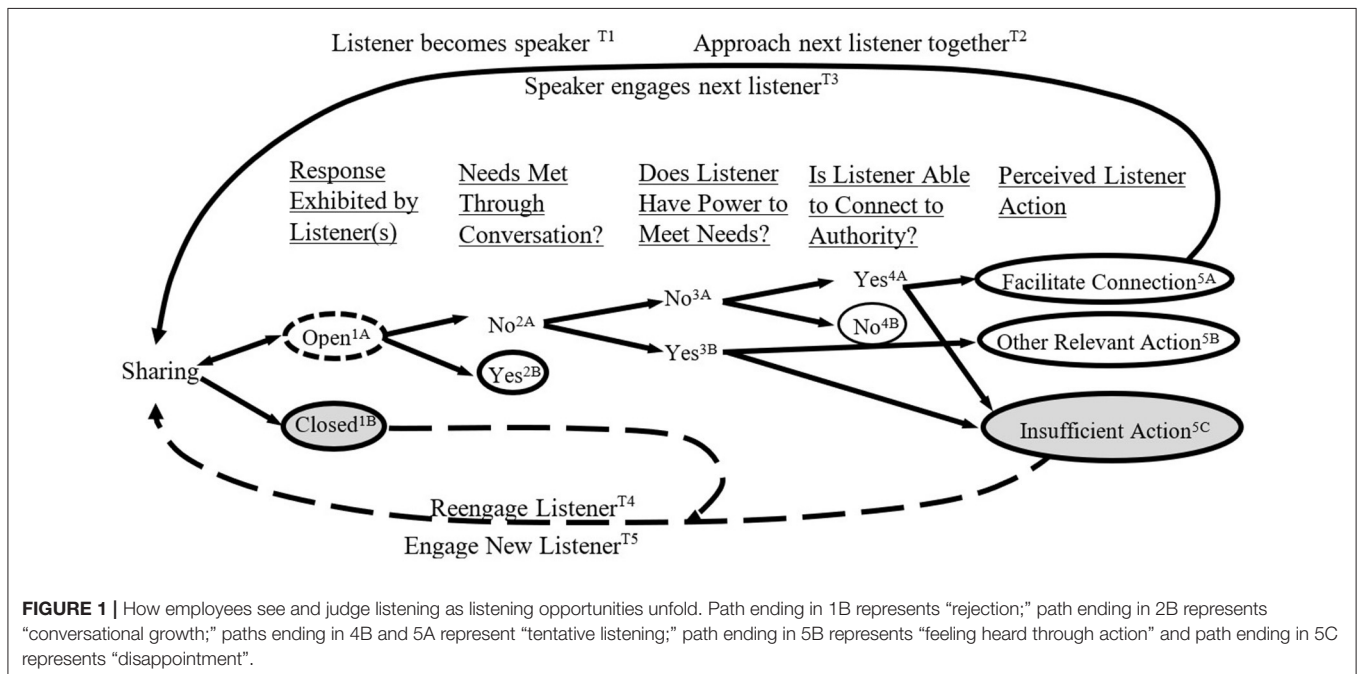 Listener becomes speaker T1 Approach next listener together T2
Speaker engages next listener T3
Response
Exhibited by
Listener(s)
Needs Met
Through
Conversation?
Does Listener
Have Power to
Meet Needs?
Is Listener Able
to Connect to
Authority?
Perceived Listener
Action
Sharing
Open 1A
Closed 1B
No 2A
Yes 2B
No 3A
Yes 3B
Yes 4A
No 4B
Facilitate Connection 5A
Other Relevant Action 5B
Insufficient Action 5C
Reengage Listener T4
Engage New Listener T5
FIGURE 1 | How employees see and judge listening as listening opportunities unfold. Path ending in 1B represents “rejection;” path ending in 2B represents
“conversational growth;” paths ending in 4B and 5A represent “tentative listening;” path ending in 5B represents “feeling heard through action” and path ending in 5C
represents “disappointment”.